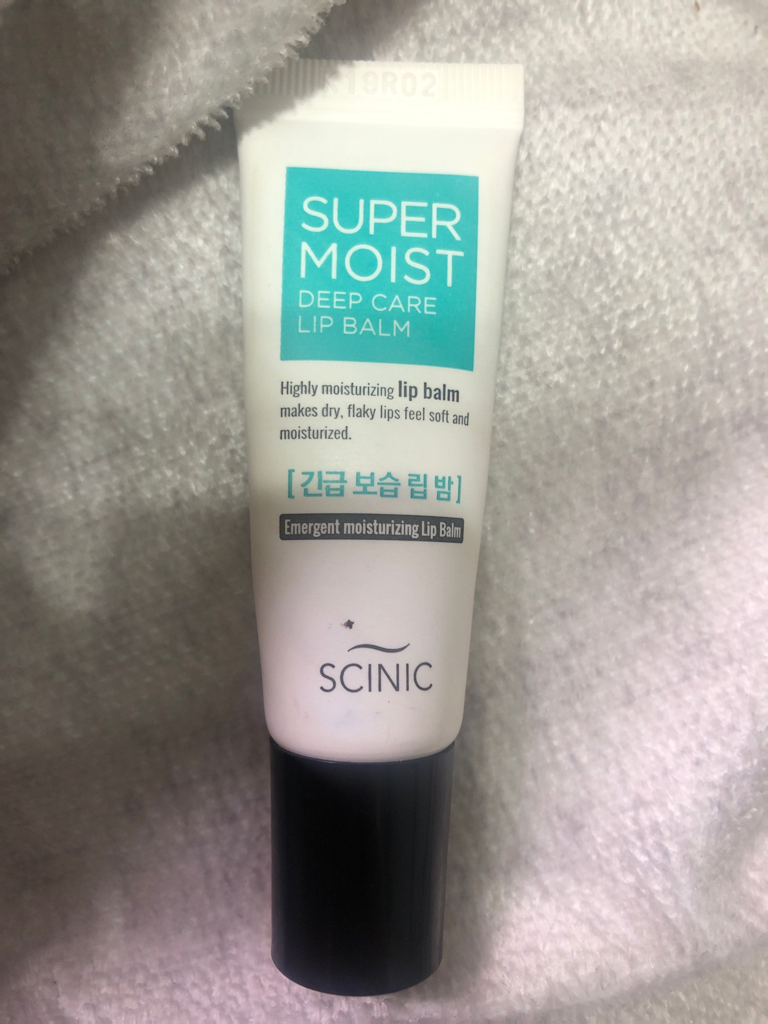 19R02
SUPER
MOIST
DEEP CARE
LIP BALM
Highly moisturizing lip balm
makes dry, flaky lips feel soft and
moisturized.
[ 긴급 보습 립 밤 ]
Emergent moisturizing Lip Balm
SCINIC